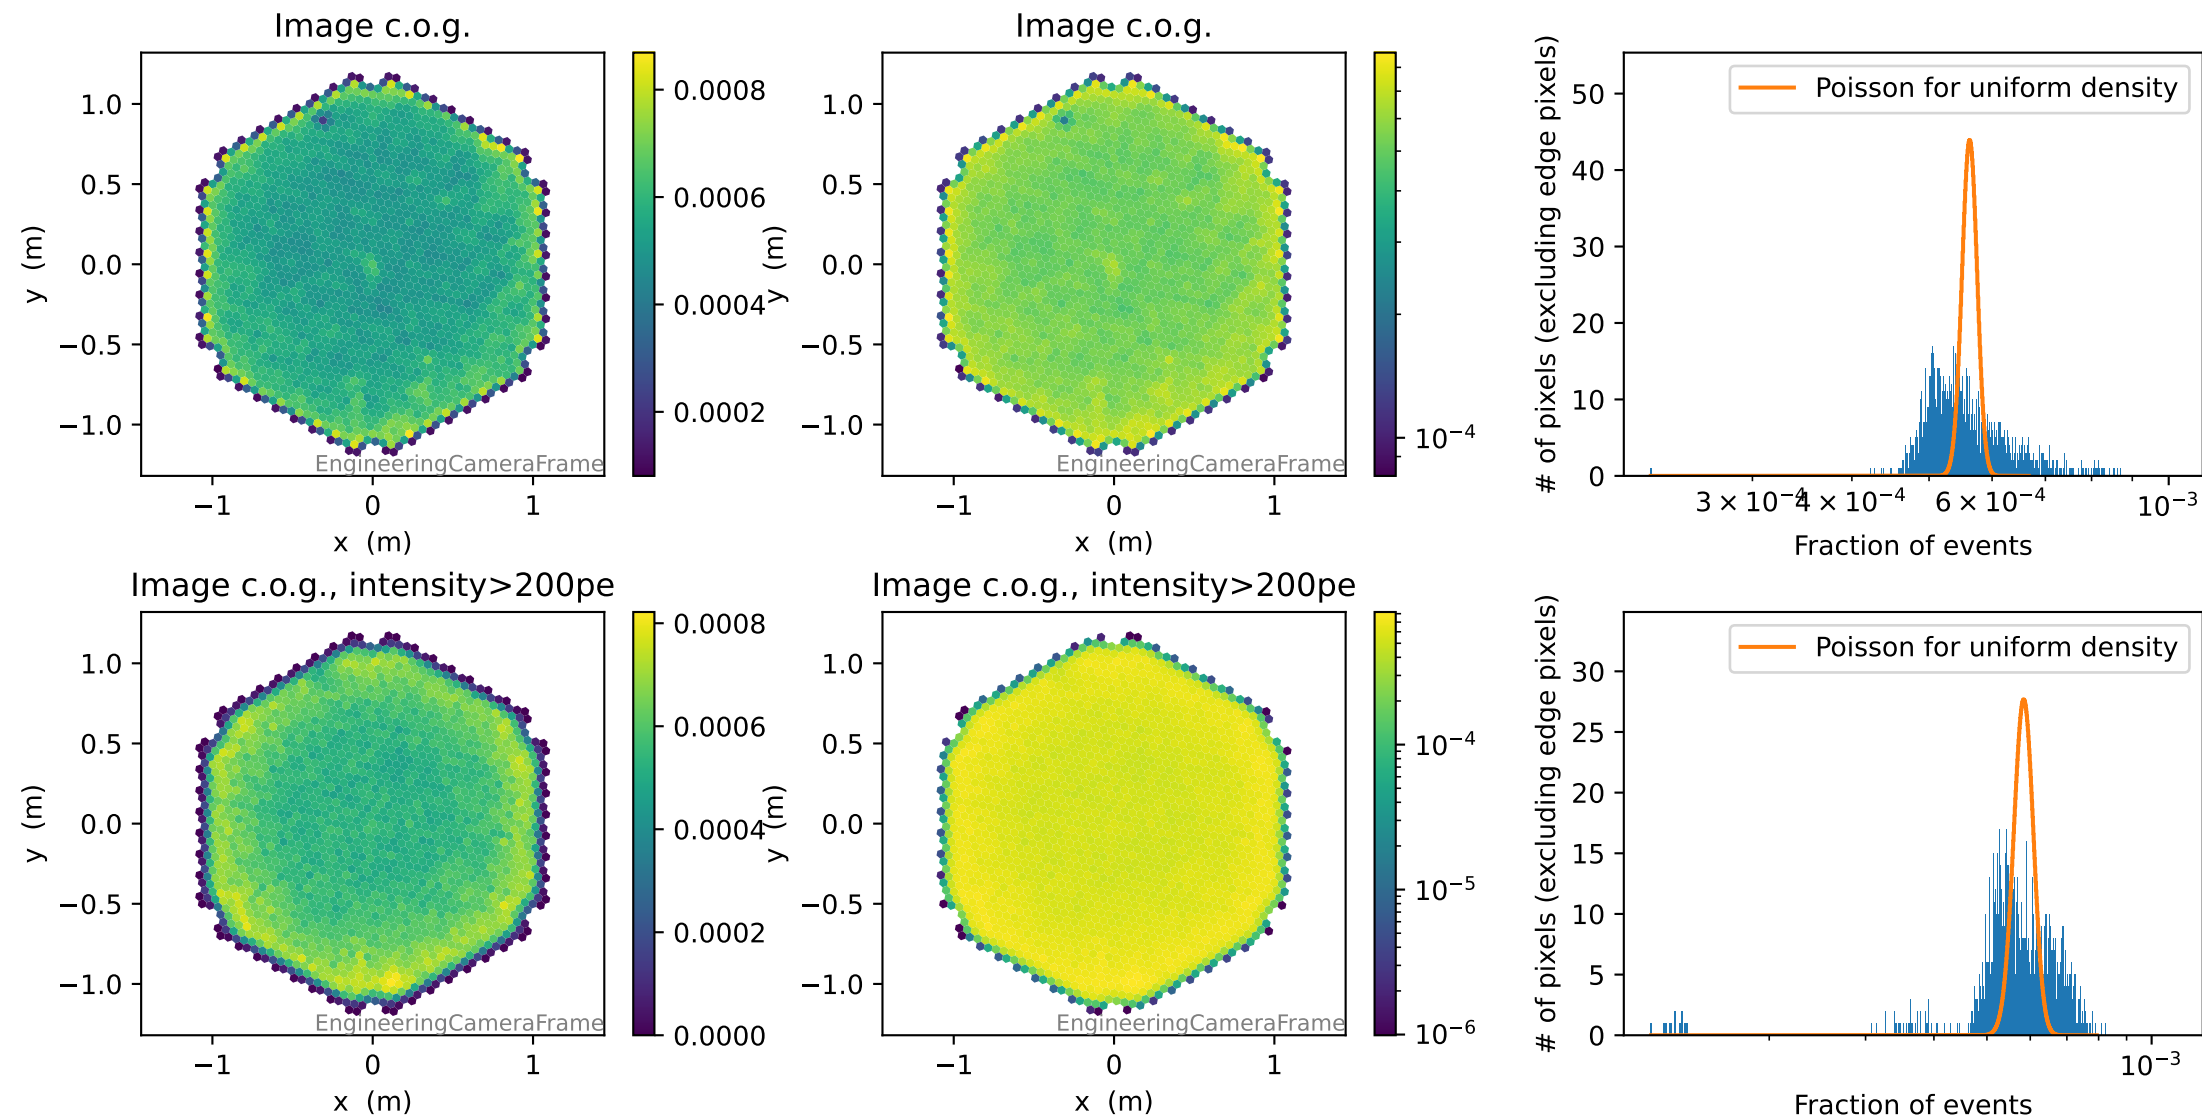 Image c.o.g.
1.0
0.5
0.0
−0.5
−1.0
y (m)
−1
0
1
x (m)
EngineeringCameraFrame
0.0008
0.0006
0.0004
0.0002
Image c.o.g.
1.0
0.5
0.0
−0.5
−1.0
y (m)
−1
0
1
x (m)
EngineeringCameraFrame
10⁻⁴
50
40
30
20
10
0
# of pixels (excluding edge pixels)
Poisson for uniform density
3 × 10⁻⁴
4 × 10⁻⁴
6 × 10⁻⁴
10⁻³
Fraction of events
Image c.o.g., intensity>200pe
1.0
0.5
0.0
−0.5
−1.0
y (m)
−1
0
1
x (m)
EngineeringCameraFrame
0.0008
0.0006
0.0004
0.0002
0.0000
Image c.o.g., intensity>200pe
1.0
0.5
0.0
−0.5
−1.0
y (m)
−1
0
1
x (m)
EngineeringCameraFrame
10⁻⁴
10⁻⁵
10⁻⁶
30
25
20
15
10
5
0
# of pixels (excluding edge pixels)
Poisson for uniform density
10⁻³
Fraction of events